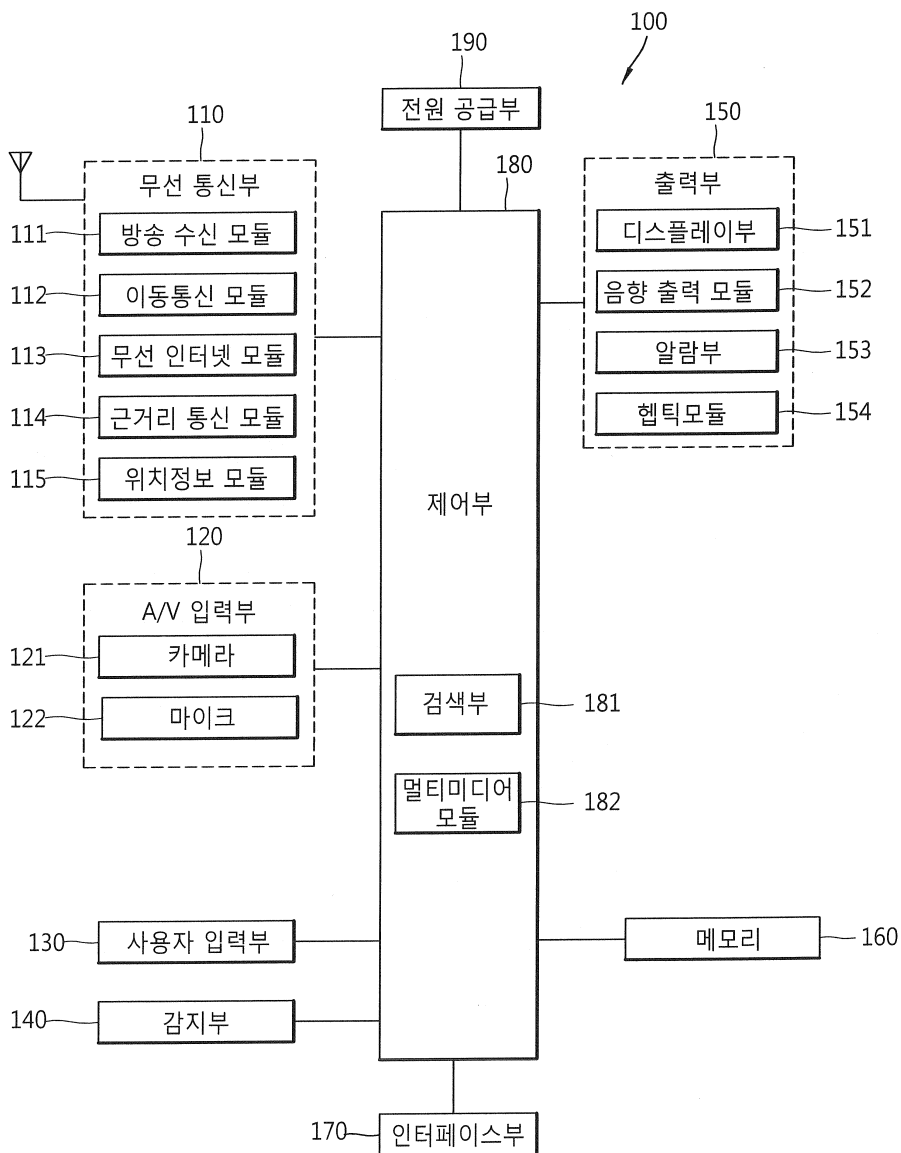 100
190
전원 공급부
110
무선 통신부
111 방송 수신 모듈
112 이동통신 모듈
113 무선 인터넷 모듈
114 근거리 통신 모듈
115 위치정보 모듈
120
A/V 입력부
121 카메라
122 마이크
130 사용자 입력부
140 감지부
180
제어부
검색부 181
멀티미디어
모듈 182
150
출력부
디스플레이부 151
음향 출력 모듈 152
알람부 153
헵틱모듈 154
메모리 160
170 인터페이스부